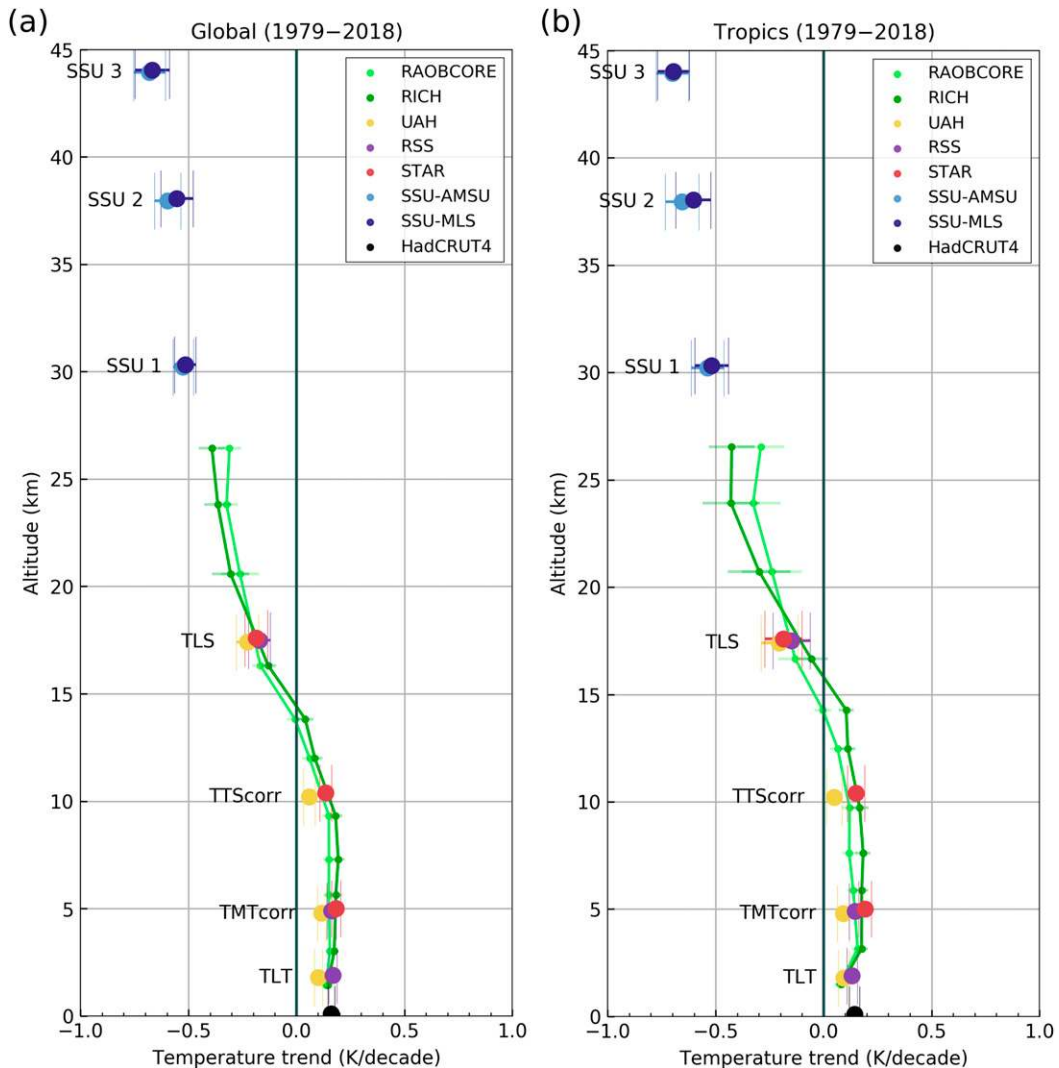 (a)
Global (1979−2018)
45
40
35
30
25
20
15
10
5
0
Altitude (km)
SSU 3
SSU 2
SSU 1
TLS
TTScorr
TMTcorr
TLT
RAOBCORE
RICH
UAH
RSS
STAR
SSU-AMSU
SSU-MLS
HadCRUT4
−1.0 −0.5 0.0 0.5 1.0
Temperature trend (K/decade)
(b)
Tropics (1979−2018)
45
40
35
30
25
20
15
10
5
0
Altitude (km)
SSU 3
SSU 2
SSU 1
TLS
TTScorr
TMTcorr
TLT
RAOBCORE
RICH
UAH
RSS
STAR
SSU-AMSU
SSU-MLS
HadCRUT4
−1.0 −0.5 0.0 0.5 1.0
Temperature trend (K/decade)